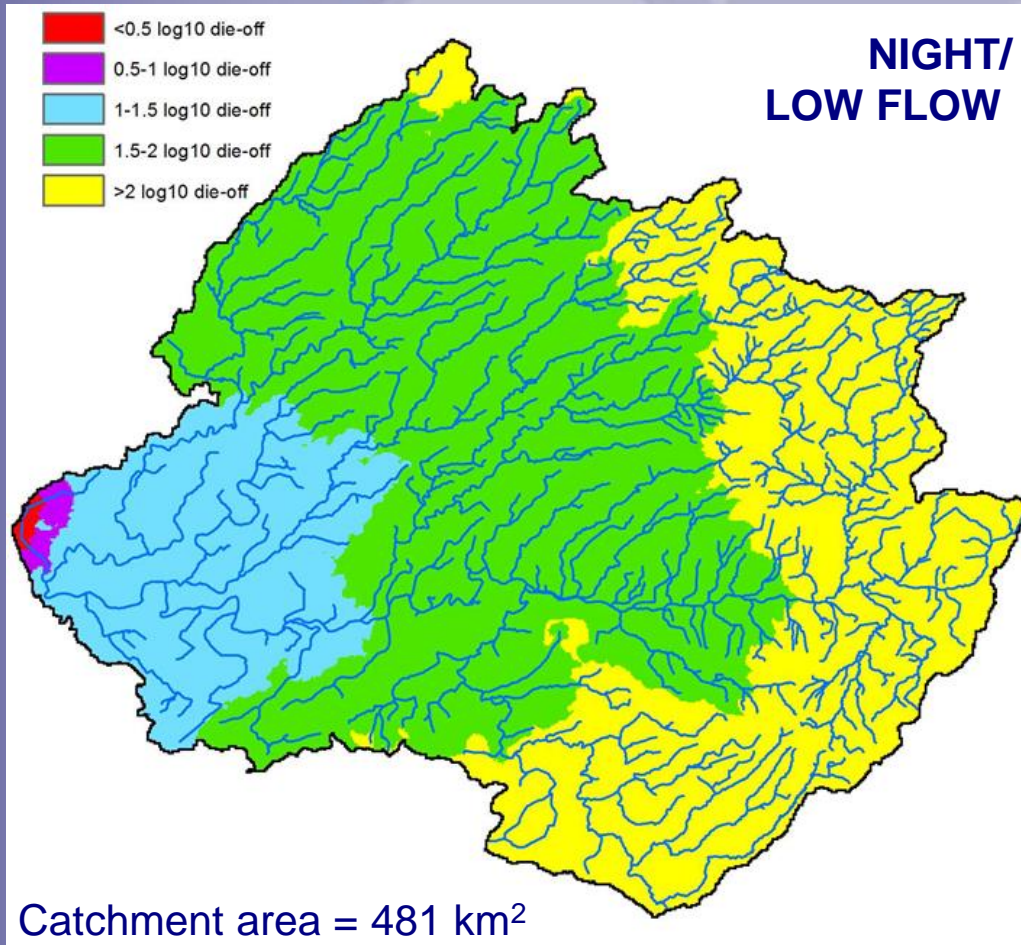 <0.5 log10 die-off
0.5-1 log10 die-off
1-1.5 log10 die-off
1.5-2 log10 die-off
>2 log10 die-off
NIGHT/
LOW FLOW
Catchment area = 481 km²